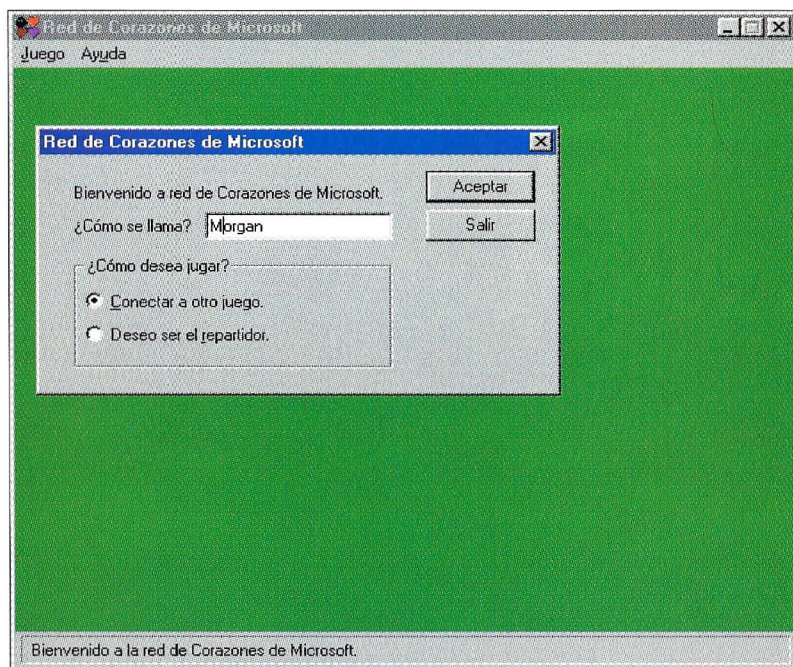 Red de Corazones de Microsoft
Juego Ayuda
Red de Corazones de Microsoft
Bienvenido a red de Corazones de Microsoft.
Aceptar
¿Cómo se llama? Morgan
Salir
¿Cómo desea jugar?
Conectar a otro juego.
Deseo ser el repartidor.
Bienvenido a la red de Corazones de Microsoft.